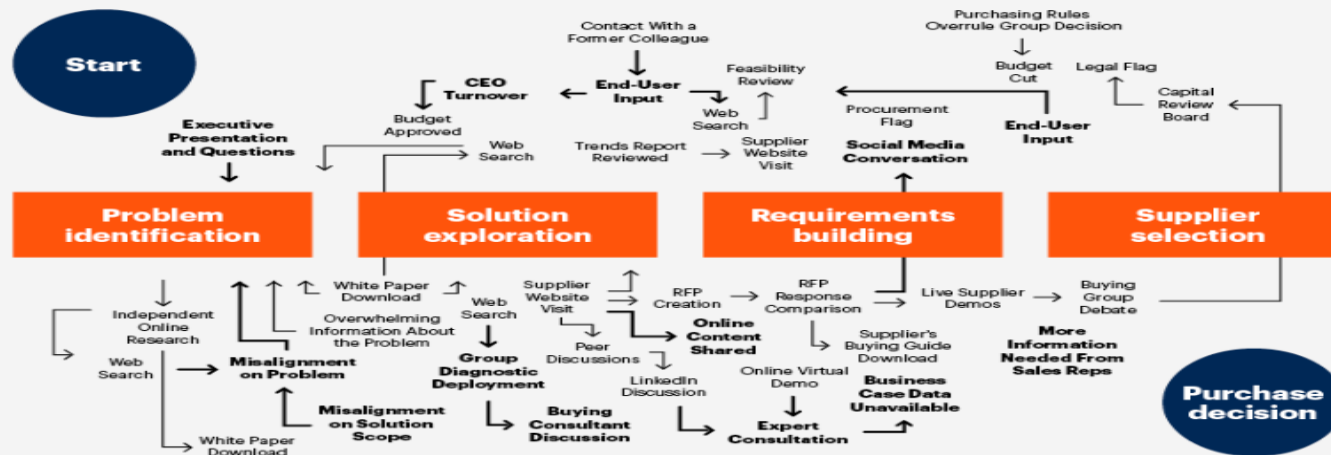 Start
Contact With a
Former Colleague
Purchasing Rules
Overrule Group Decision
CEO
Turnover
End-User
Input
Feasibility
Review
Budget
Cut
Legal Flag
Capital
Review
Board
Budget
Approved
Web
Search
Procurement
Flag
End-User
Input
Executive
Presentation
and Questions
Web
Search
Trends Report
Reviewed
Supplier
Website
Visit
Social Media
Conversation
Problem
identification
Solution
exploration
Requirements
building
Supplier
selection
White Paper
Download
Supplier
Website
Visit
Web
Search
RFP
Creation
RFP
Response
Comparison
Live Supplier
Demos
Buying
Group
Debate
Independent
Online
Research
Overwhelming
Information About
the Problem
Online
Content
Shared
Supplier's
Buying Guide
Download
More
Information
Needed From
Sales Reps
Web
Search
Misalignment
on Problem
Group
Diagnostic
Deployment
Peer
Discussions
LinkedIn
Discussion
Online Virtual
Demo
Business
Case Data
Unavailable
Misalignment
on Solution
Scope
Buying
Consultant
Discussion
Expert
Consultation
White Paper
Download
Purchase
decision